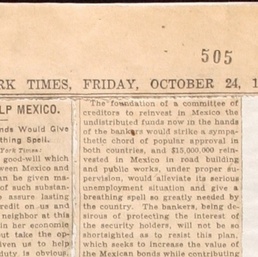 505
RK TIMES, FRIDAY, OCTOBER 24, 1
LP MEXICO.
nds Would Give
thing Spell.
York Times:
good-will which
tween Mexico and
an be given ma-
of such substan-
e assure lasting
redit on us and
neighbor at this
in her economic
out take the op-
ven us to help
uty is obvious.
The foundation of a committee of
creditors to reinvest in Mexico the
undistributed funds now in the hands
of the bankers would strike a sympa-
thetic chord of popular approval in
both countries, and $15,000,000 rein-
vested in Mexico in road building
and public works, under proper su-
pervision, would alleviate its serious
unemployment situation and give a
breathing spell so greatly needed by
the country. The bankers, being de-
sirous of protecting the interest of
the security holders, will not be so
shortsighted as to resist this plan,
which seeks to increase the value of
the Mexican bonds while contributing